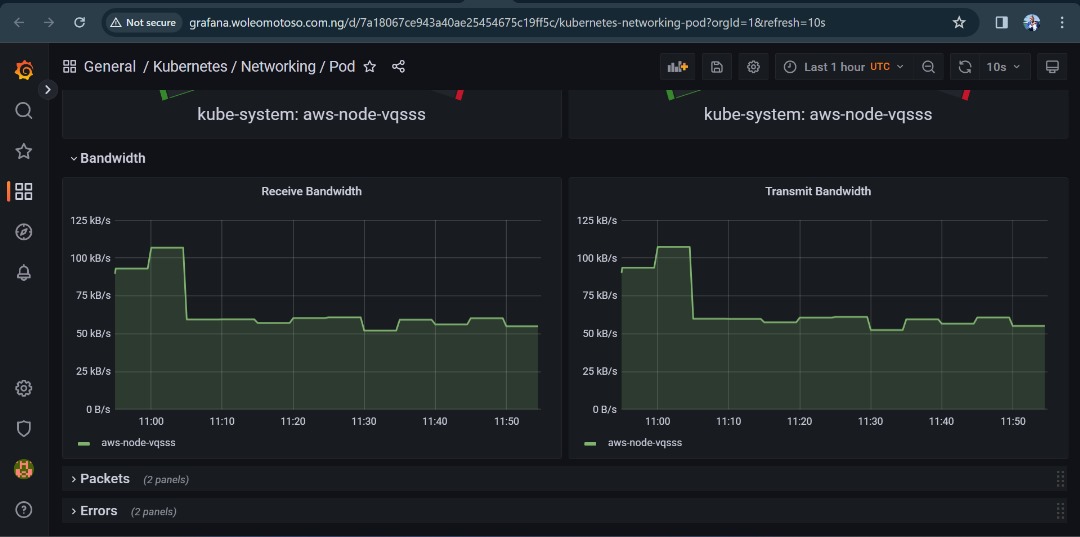 Not secure grafana.woleomotoso.com.ng/d/7a18067ce943a40ae25454675c19ff5c/kubernetes-networking-pod?orgId=1&refresh=10s
General / Kubernetes / Networking / Pod
Last 1 hour UTC
10s
kube-system: aws-node-vqsss
kube-system: aws-node-vqsss
Bandwidth
Receive Bandwidth
125 kB/s
100 kB/s
75 kB/s
50 kB/s
25 kB/s
0 B/s
11:00 11:10 11:20 11:30 11:40 11:50
aws-node-vqsss
Transmit Bandwidth
125 kB/s
100 kB/s
75 kB/s
50 kB/s
25 kB/s
0 B/s
11:00 11:10 11:20 11:30 11:40 11:50
aws-node-vqsss
Packets (2 panels)
Errors (2 panels)